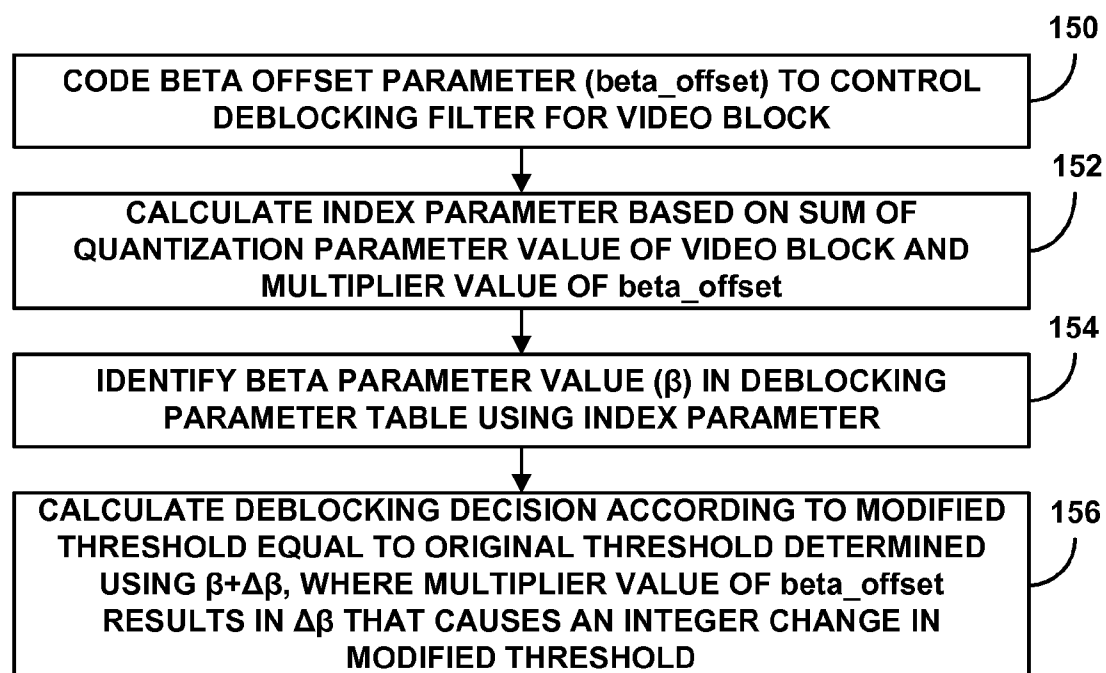 150
CODE BETA OFFSET PARAMETER (beta_offset) TO CONTROL
DEBLOCKING FILTER FOR VIDEO BLOCK
152
CALCULATE INDEX PARAMETER BASED ON SUM OF
QUANTIZATION PARAMETER VALUE OF VIDEO BLOCK AND
MULTIPLIER VALUE OF beta_offset
154
IDENTIFY BETA PARAMETER VALUE (β) IN DEBLOCKING
PARAMETER TABLE USING INDEX PARAMETER
156
CALCULATE DEBLOCKING DECISION ACCORDING TO MODIFIED
THRESHOLD EQUAL TO ORIGINAL THRESHOLD DETERMINED
USING β+Δβ, WHERE MULTIPLIER VALUE OF beta_offset
RESULTS IN Δβ THAT CAUSES AN INTEGER CHANGE IN
MODIFIED THRESHOLD